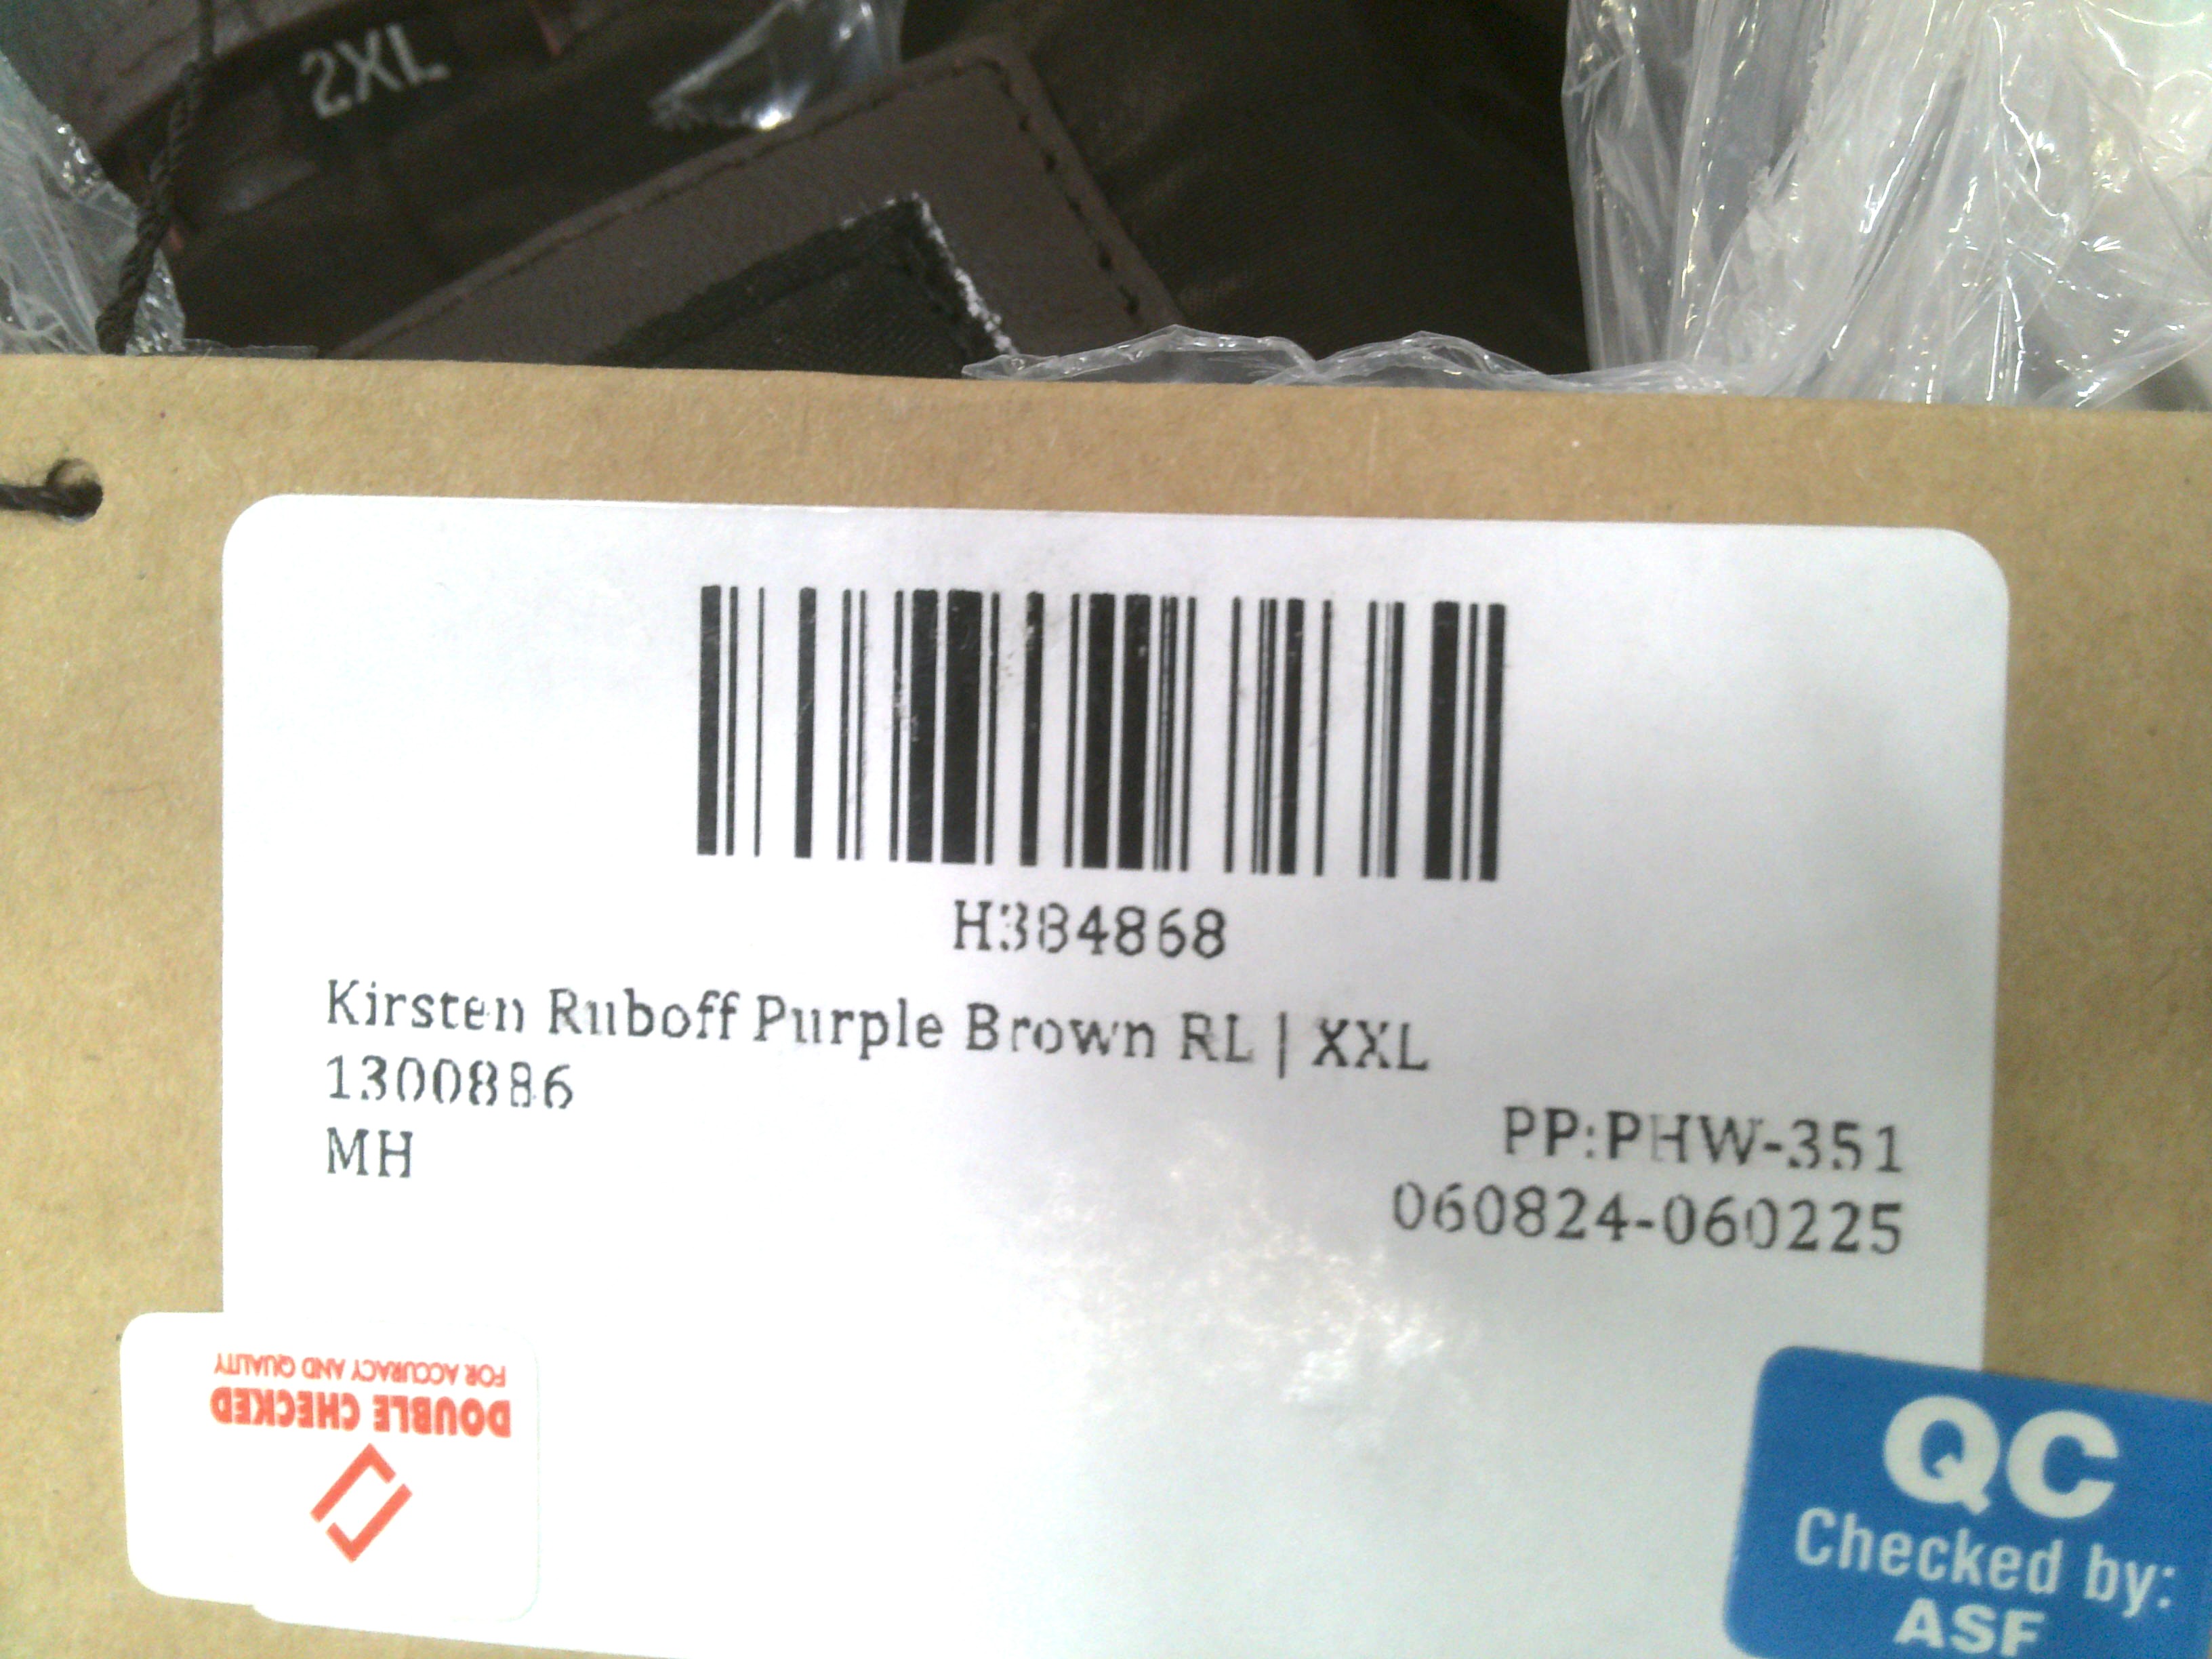 2XL
H384868
Kirsten Ruboff Purple Brown RL | XXL
1300886
MH
PP:PHW-351
060824-060225
DOUBLE CHECKED
FOR ACCURACY AND QUALITY
QC
Checked by:
ASF